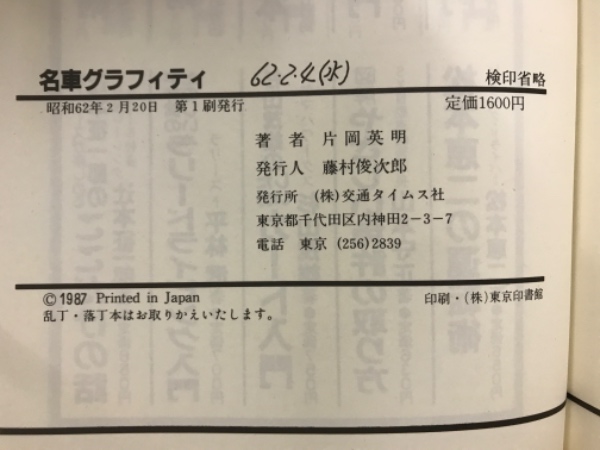 名車グラフィティ 62.2.4(水) 検印省略
昭和62年2月20日 第1刷発行 定価1600円
著者 片岡英明
発行人 藤村俊次郎
発行所 (株)交通タイムス社
東京都千代田区内神田2-3-7
電話 東京 (256)2839
©1987 Printed in Japan 印刷・(株)東京印書館
乱丁・落丁本はお取りかえいたします。